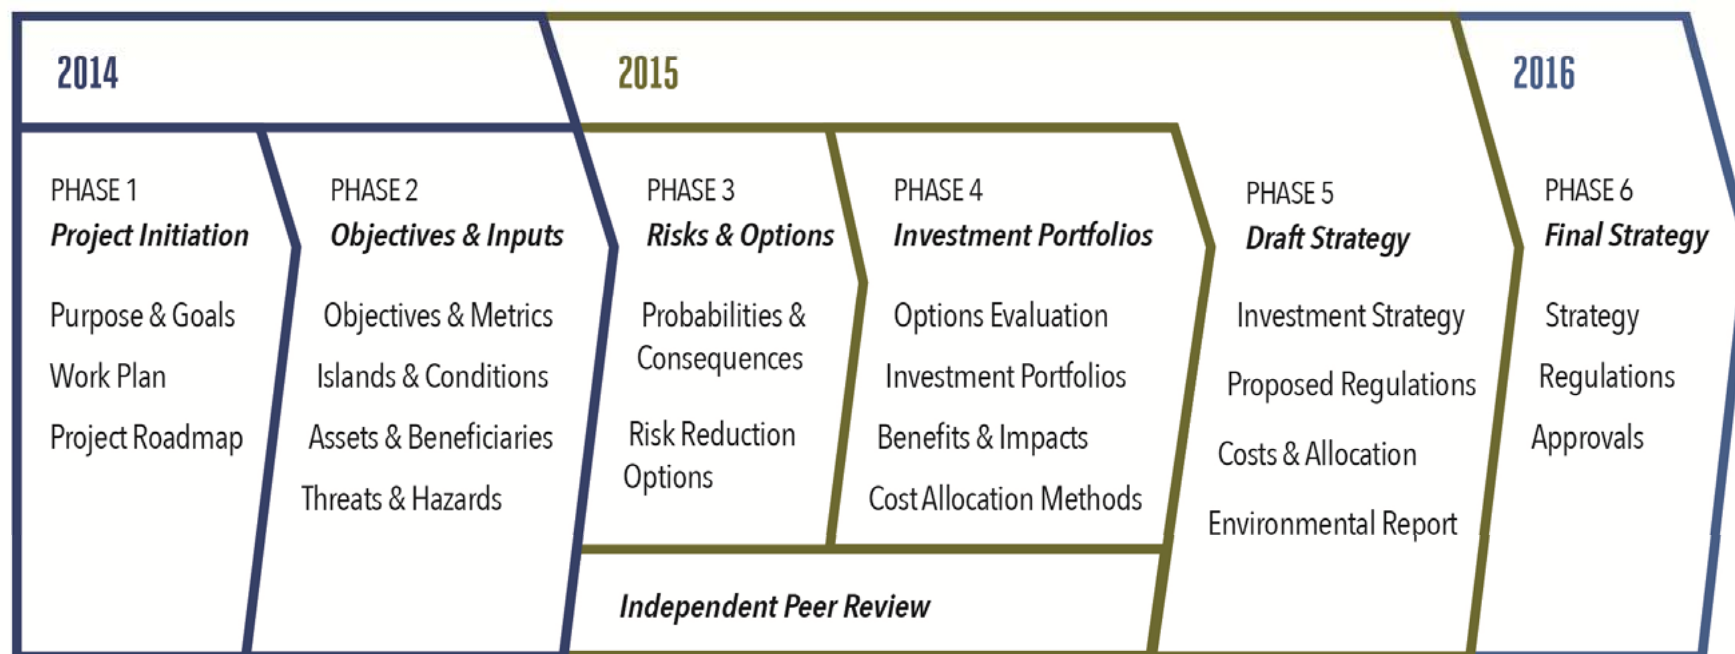 2014
2015
2016
PHASE 1
Project Initiation
Purpose & Goals
Work Plan
Project Roadmap
PHASE 2
Objectives & Inputs
Objectives & Metrics
Islands & Conditions
Assets & Beneficiaries
Threats & Hazards
PHASE 3
Risks & Options
Probabilities &
Consequences
Risk Reduction
Options
PHASE 4
Investment Portfolios
Options Evaluation
Investment Portfolios
Benefits & Impacts
Cost Allocation Methods
Independent Peer Review
PHASE 5
Draft Strategy
Investment Strategy
Proposed Regulations
Costs & Allocation
Environmental Report
PHASE 6
Final Strategy
Strategy
Regulations
Approvals